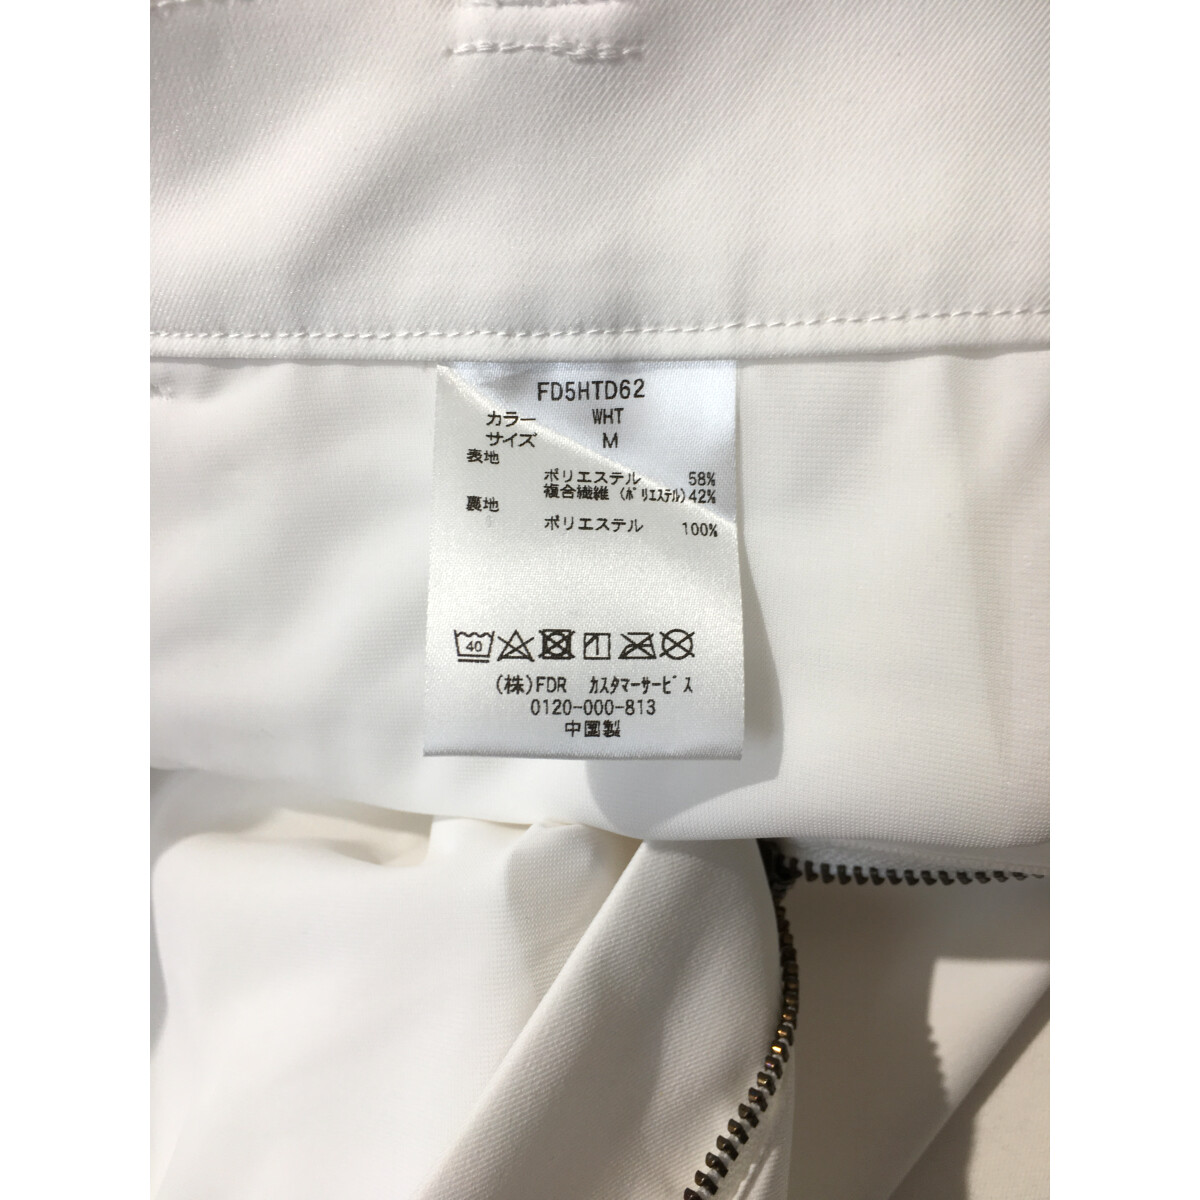 FD5HTD62
カラー WHT
サイズ M
表地
ポリエステル 58%
複合繊維 (ﾎﾟﾘｴｽﾃﾙ) 42%
裏地
ポリエステル 100%
40
(株)FDR ｶｽﾀﾏｰｻｰﾋﾞｽ
0120-000-813
中国製